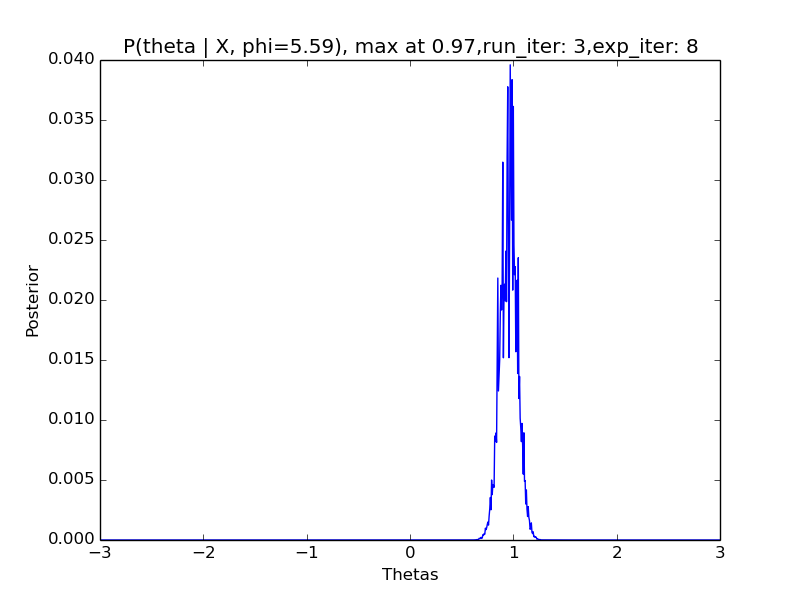 P(theta | X, phi=5.59), max at 0.97,run_iter: 3,exp_iter: 8
0.040
0.035
0.030
0.025
0.020
0.015
0.010
0.005
0.000
Posterior
−3 −2 −1 0 1 2 3
Thetas